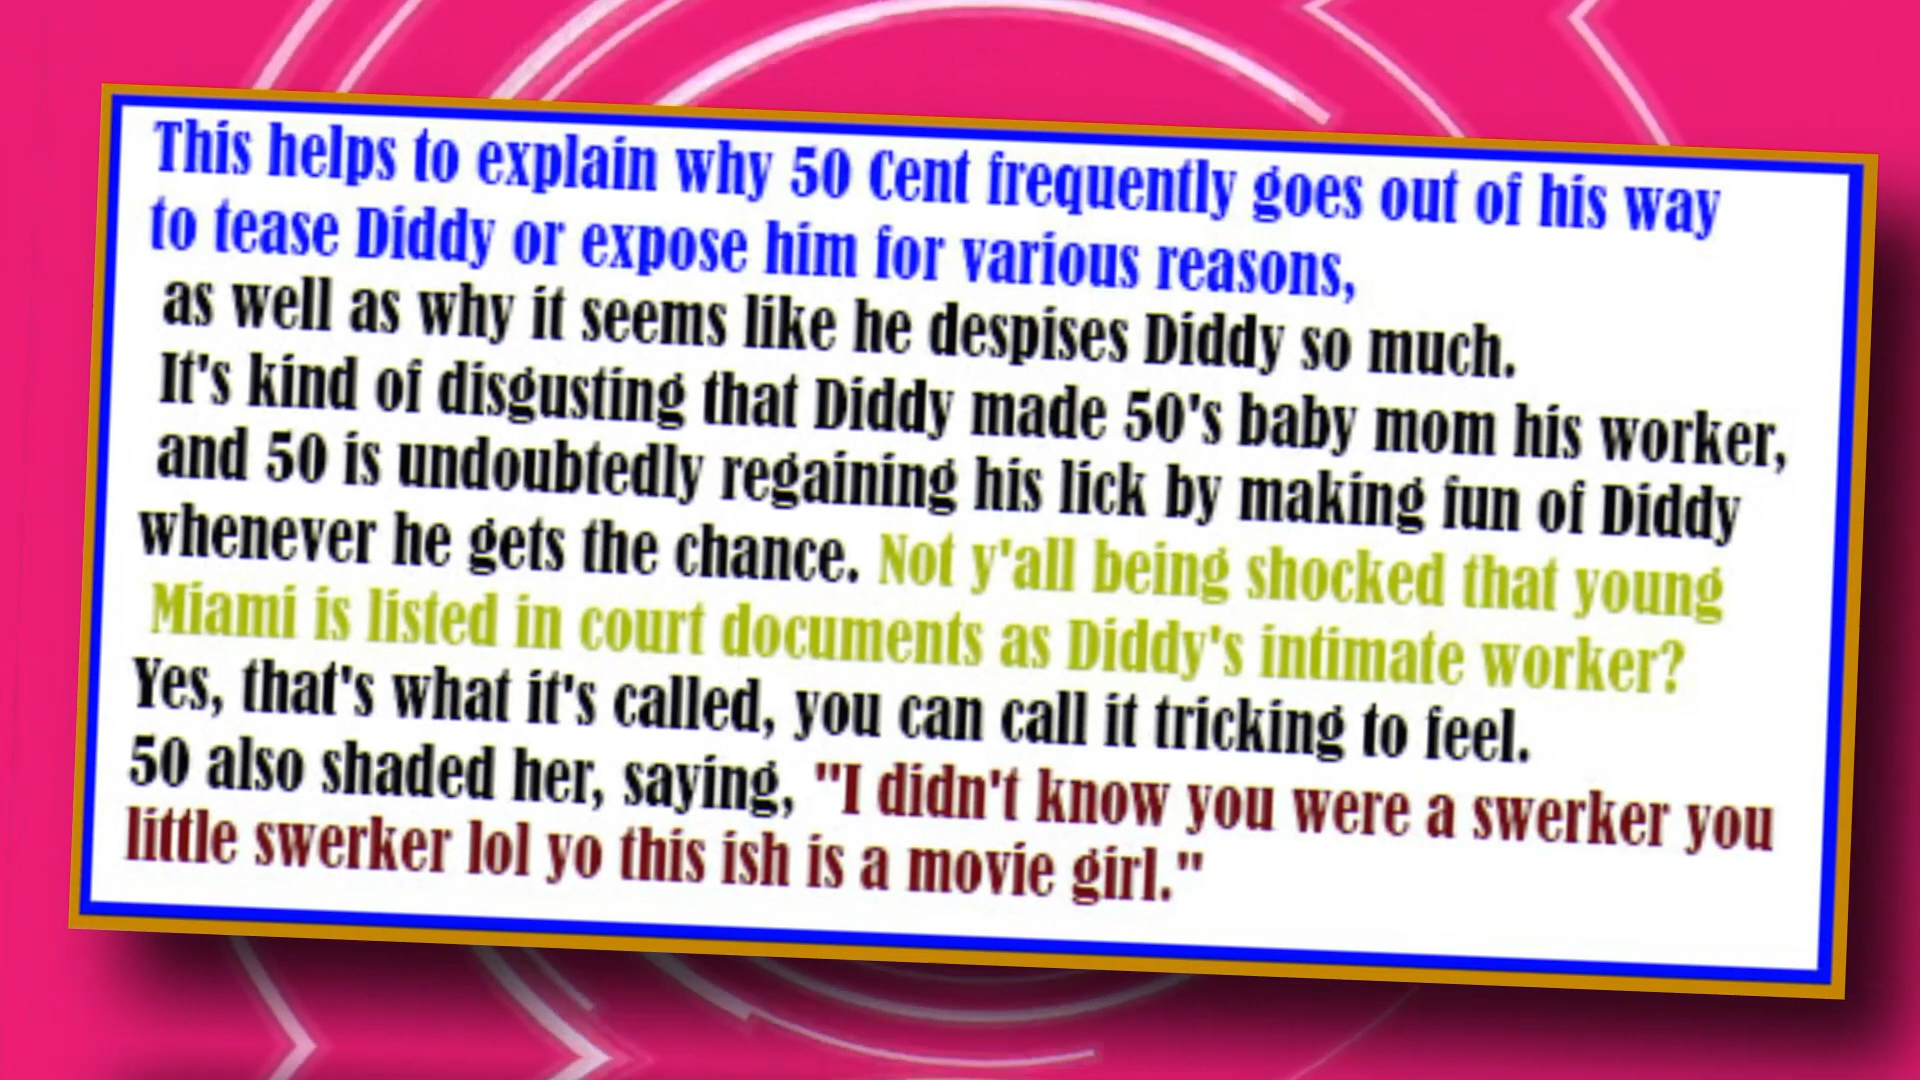 This helps to explain why 50 Cent frequently goes out of his way
to tease Diddy or expose him for various reasons,
as well as why it seems like he despises Diddy so much.
It's kind of disgusting that Diddy made 50's baby mom his worker,
and 50 is undoubtedly regaining his lick by making fun of Diddy
whenever he gets the chance. Not y'all being shocked that young
Miami is listed in court documents as Diddy's intimate worker?
Yes, that's what it's called, you can call it tricking to feel.
50 also shaded her, saying, "I didn't know you were a swerker you
little swerker lol yo this ish is a movie girl."